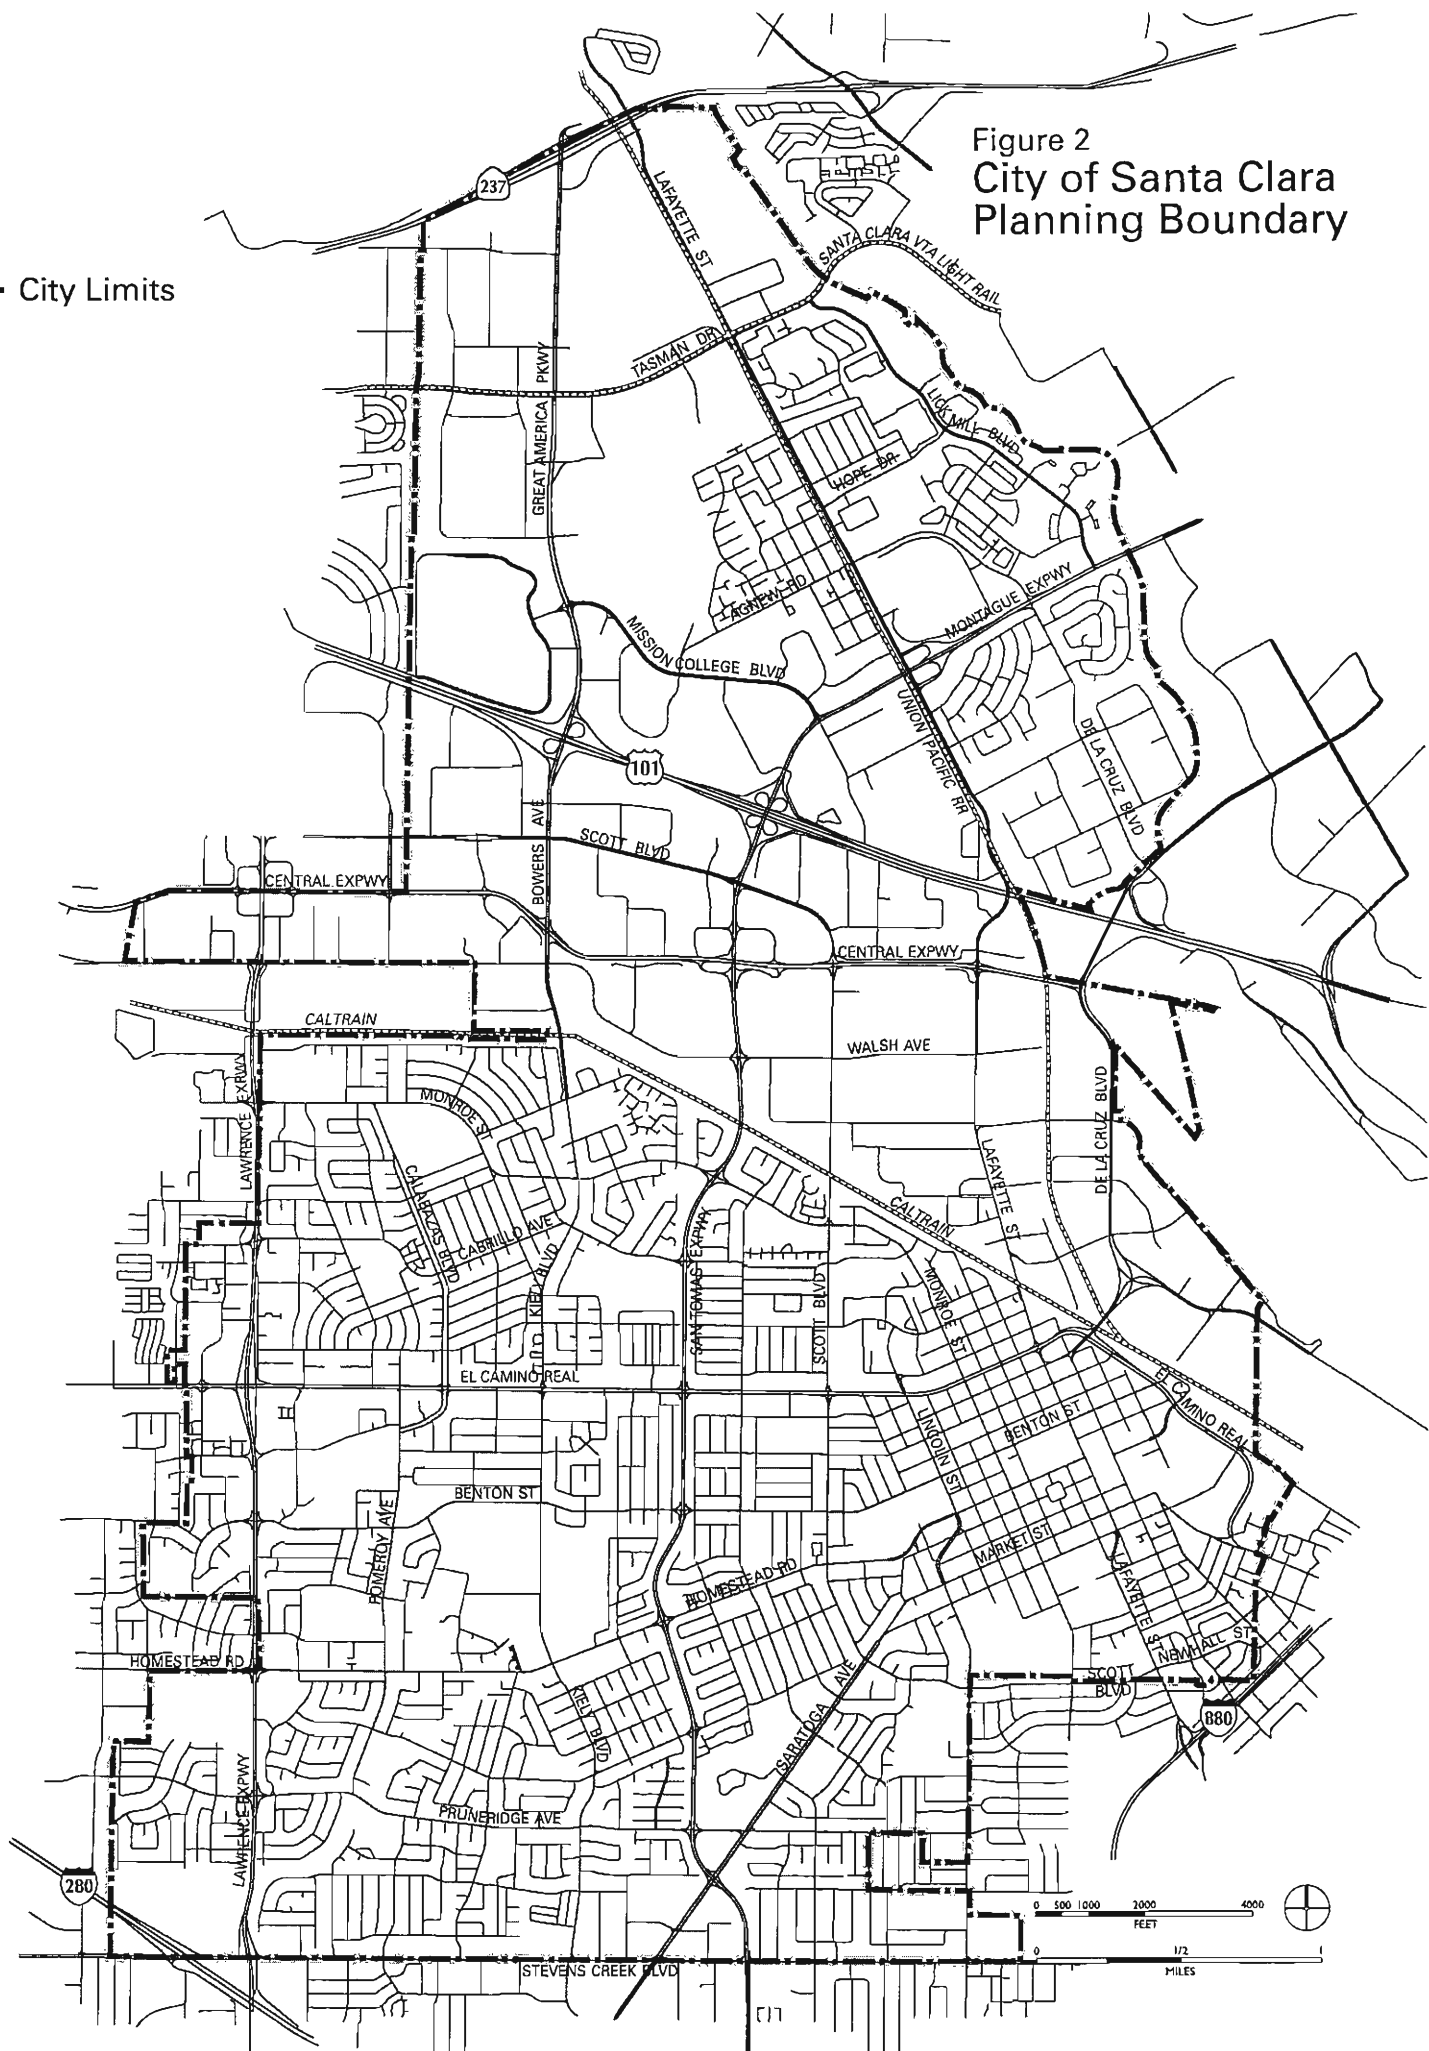 Figure 2
City of Santa Clara
Planning Boundary
City Limits
237
LAFAYETTE ST
SANTA CLARA VTA LIGHT RAIL
TASMAN DR
GREAT AMERICA PKWY
LICK MILL BLVD
HOPE DR
AGNEW RD
MONTAGUE EXPWY
MISSION COLLEGE BLVD
UNION PACIFIC RR
DE LA CRUZ BLVD
101
BOWERS AVE
SCOTT BLVD
CENTRAL EXPWY
CENTRAL EXPWY
CALTRAIN
WALSH AVE
LAWRENCE EXPWY
MONROE ST
DE LA CRUZ BLVD
LAFAYETTE ST
CALABAZAS BLVD
CABRILLO AVE
CALTRAIN
KIELY BLVD
SAN TOMAS EXPWY
SCOTT BLVD
MONROE ST
EL CAMINO REAL
EL CAMINO REAL
BENTON ST
LINCOLN ST
BENTON ST
POMEROY AVE
MARKET ST
HOMESTEAD RD
LAFAYETTE ST
NEWHALL ST
HOMESTEAD RD
SCOTT
BLVD
KIELY BLVD
SARATOGA AVE
880
LAWRENCE EXPWY
PRUNERIDGE AVE
280
0 500 1000 2000 4000
FEET
0 1/2 1
MILES
STEVENS CREEK BLVD